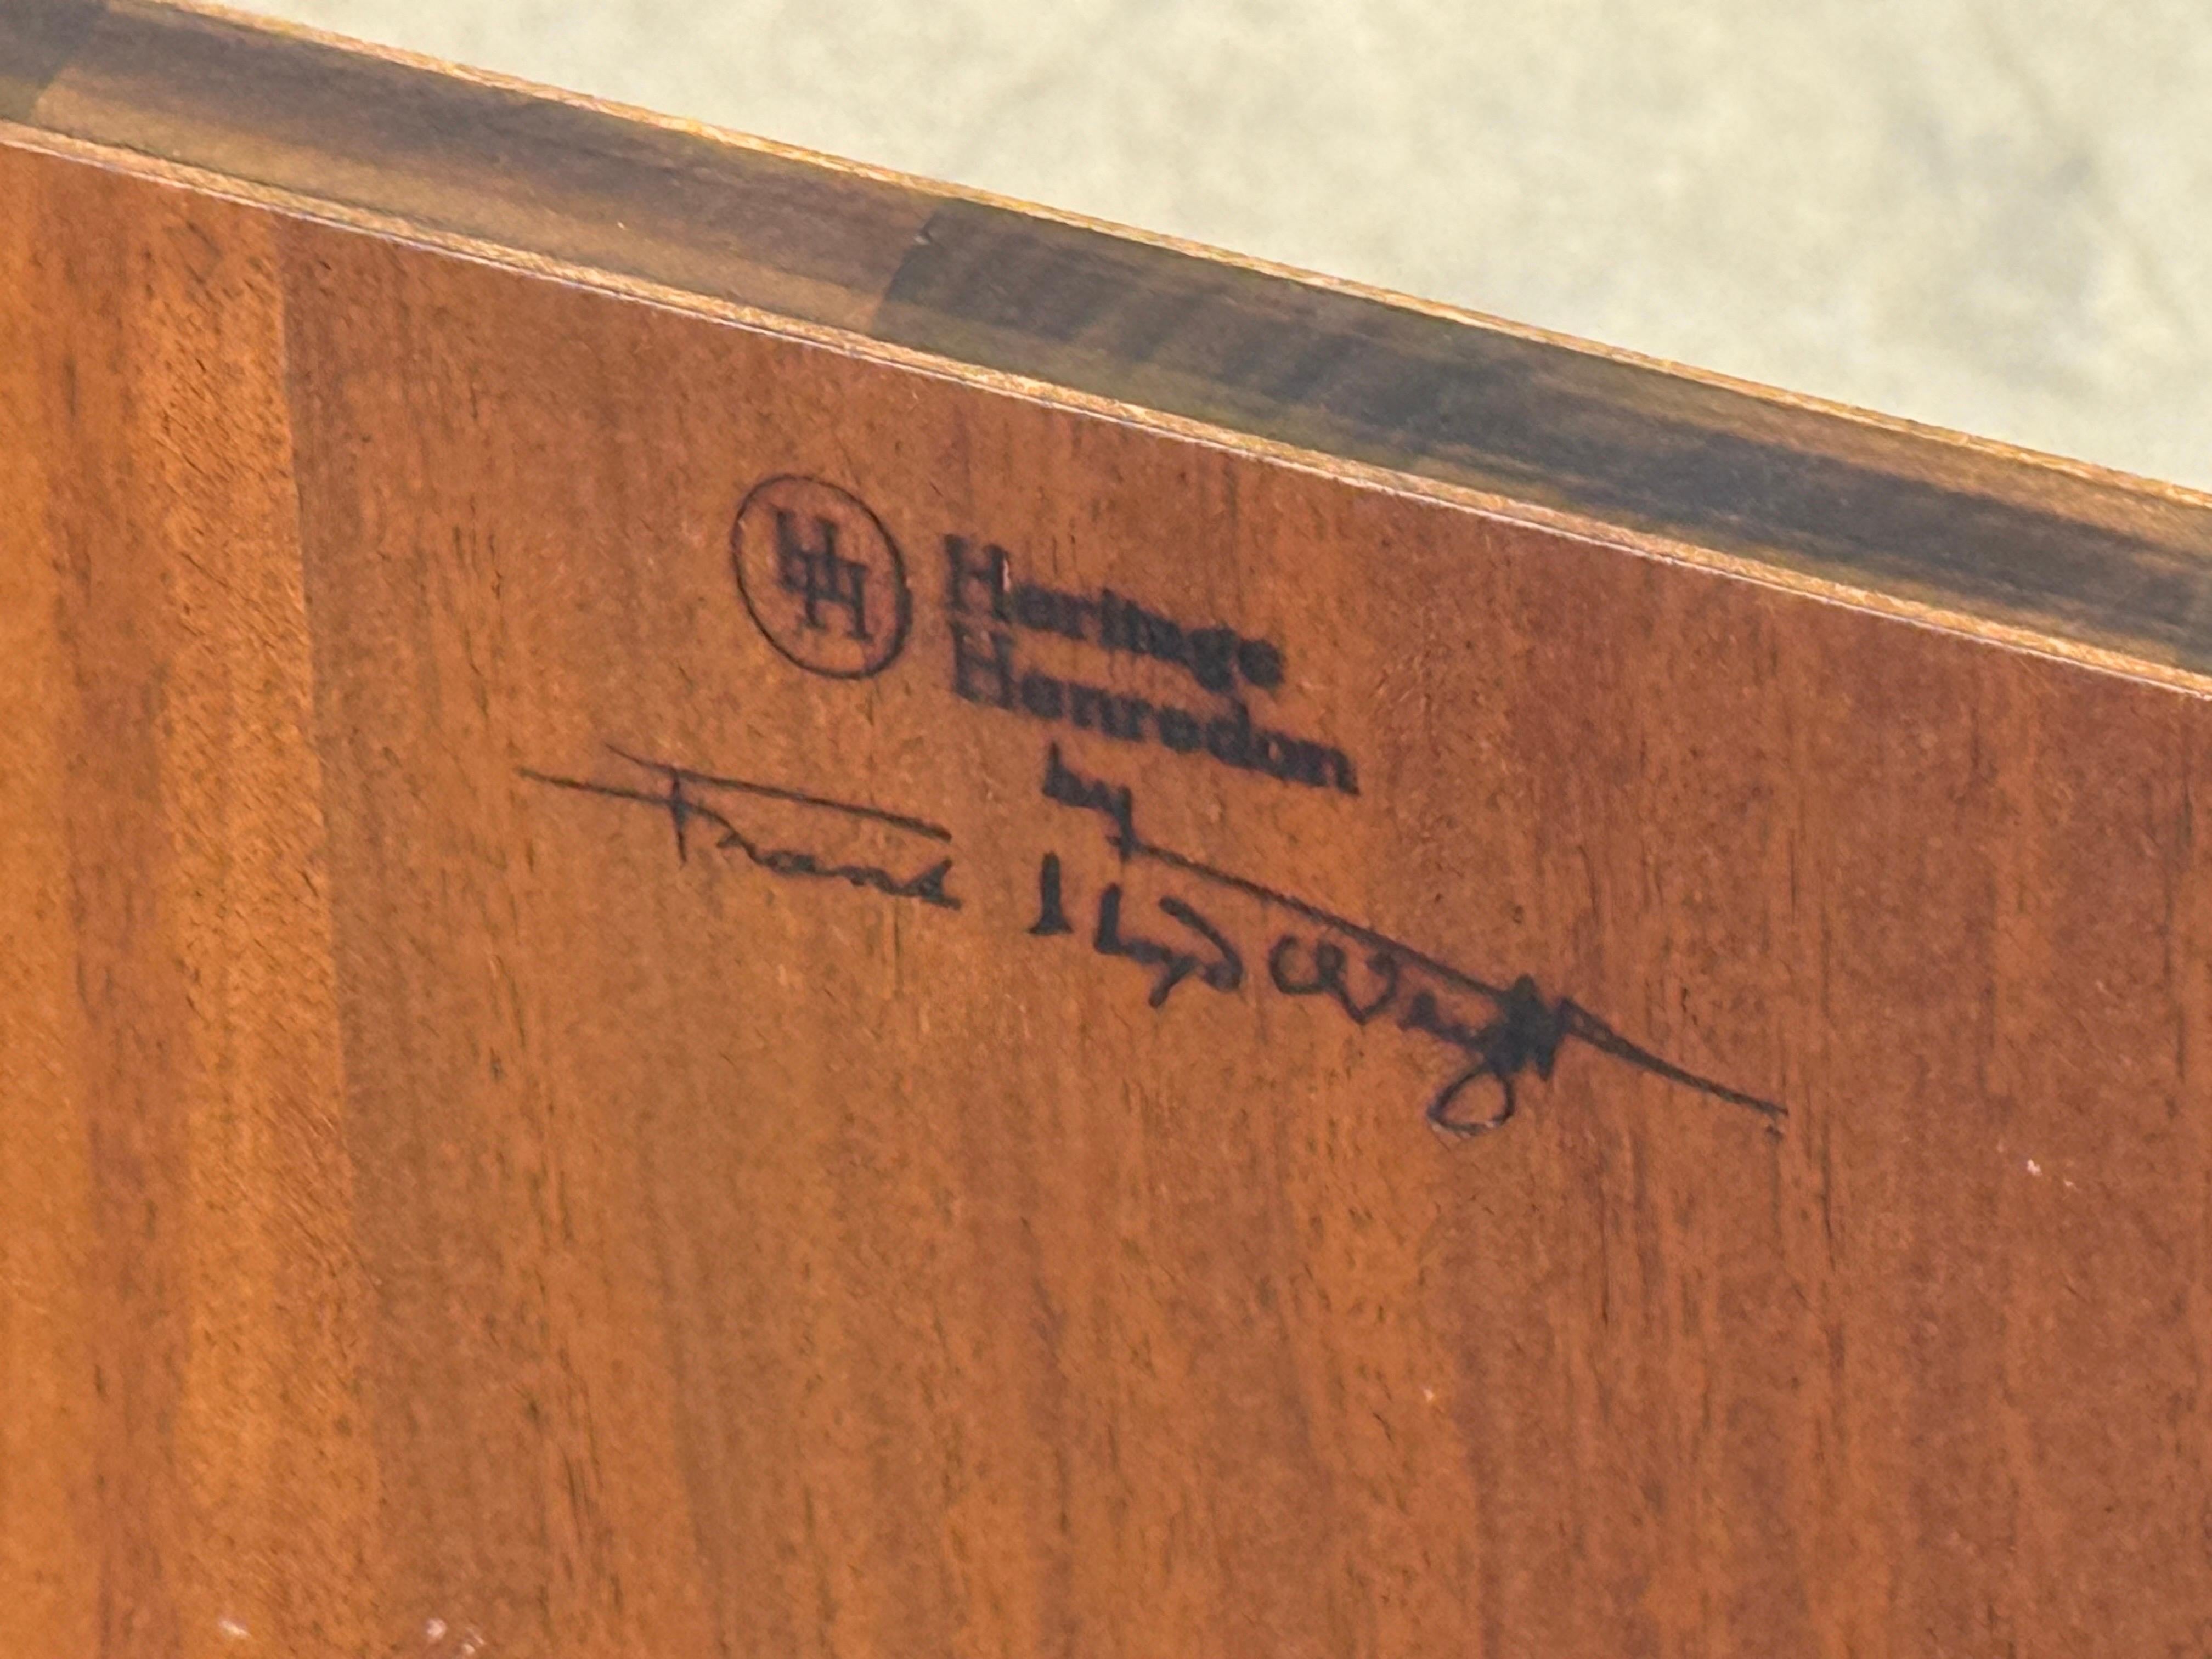 HH
Heritage
Henredon
by
Frank Lloyd Wright